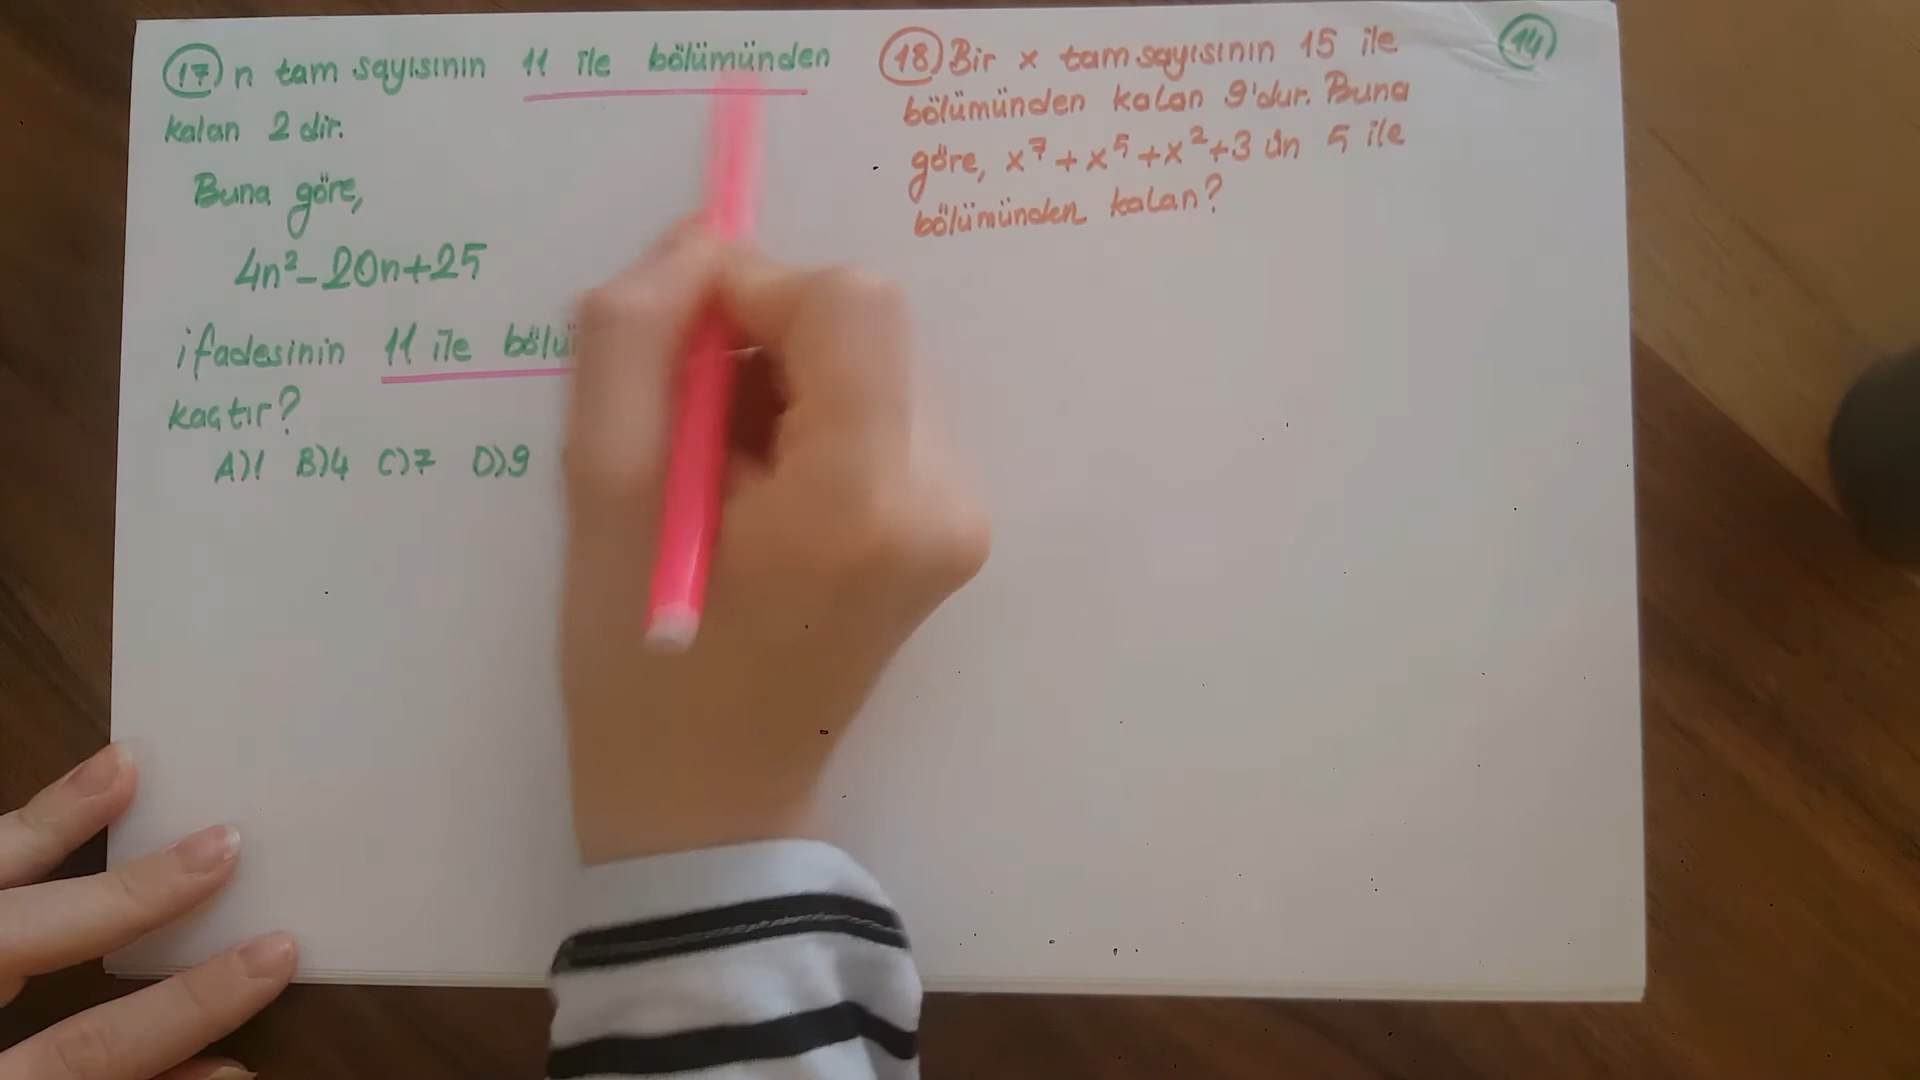 17) n tam sayısının 11 ile bölümünden
kalan 2 dir.
Buna göre,
4n²-20n+25
ifadesinin 11 ile
kaçtır?
A)1 B)4 C)7 D)9
18) Bir x tam sayısının 15 ile
bölümünden kalan 9'dur. Buna
göre, x⁷+x⁵+x²+3 ün 5 ile
bölümünden kalan?
14